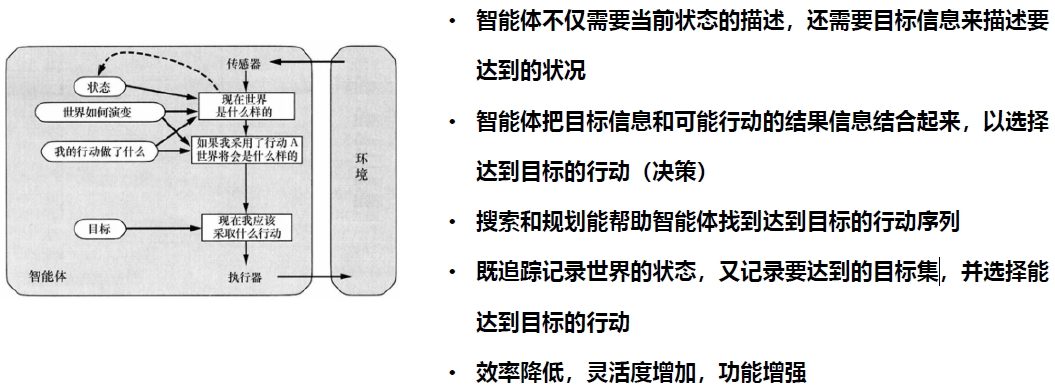 传感器
状态
现在世界
是什么样的
世界如何演变
如果我采用了行动 A
世界将会是什么样的
我的行动做了什么
环
境
目标
现在我应该
采取什么行动
智能体
执行器
• 智能体不仅需要当前状态的描述，还需要目标信息来描述要
达到的状况
• 智能体把目标信息和可能行动的结果信息结合起来，以选择
达到目标的行动（决策）
• 搜索和规划能帮助智能体找到达到目标的行动序列
• 既追踪记录世界的状态，又记录要达到的目标集，并选择能
达到目标的行动
• 效率降低，灵活度增加，功能增强